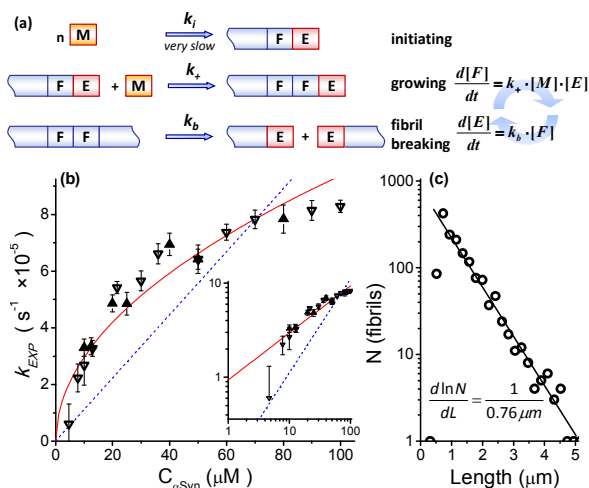 (a)
n M k_i very slow F E initiating
F E + M k_+ F F E growing d[F]/dt = k_+ · [M] · [E]
F F k_b E + E fibril breaking d[E]/dt = k_b · [F]
(b)
k_EXP ( s⁻¹ ×10⁻⁵)
8
6
4
2
0
0 20 40 60 80 100
C_αSyn (μM)
10
1
1 10 100
(c)
N (fibrils)
1000
100
10
1
d ln N/dL = 1/0.76 μm
0 1 2 3 4 5
Length (μm)